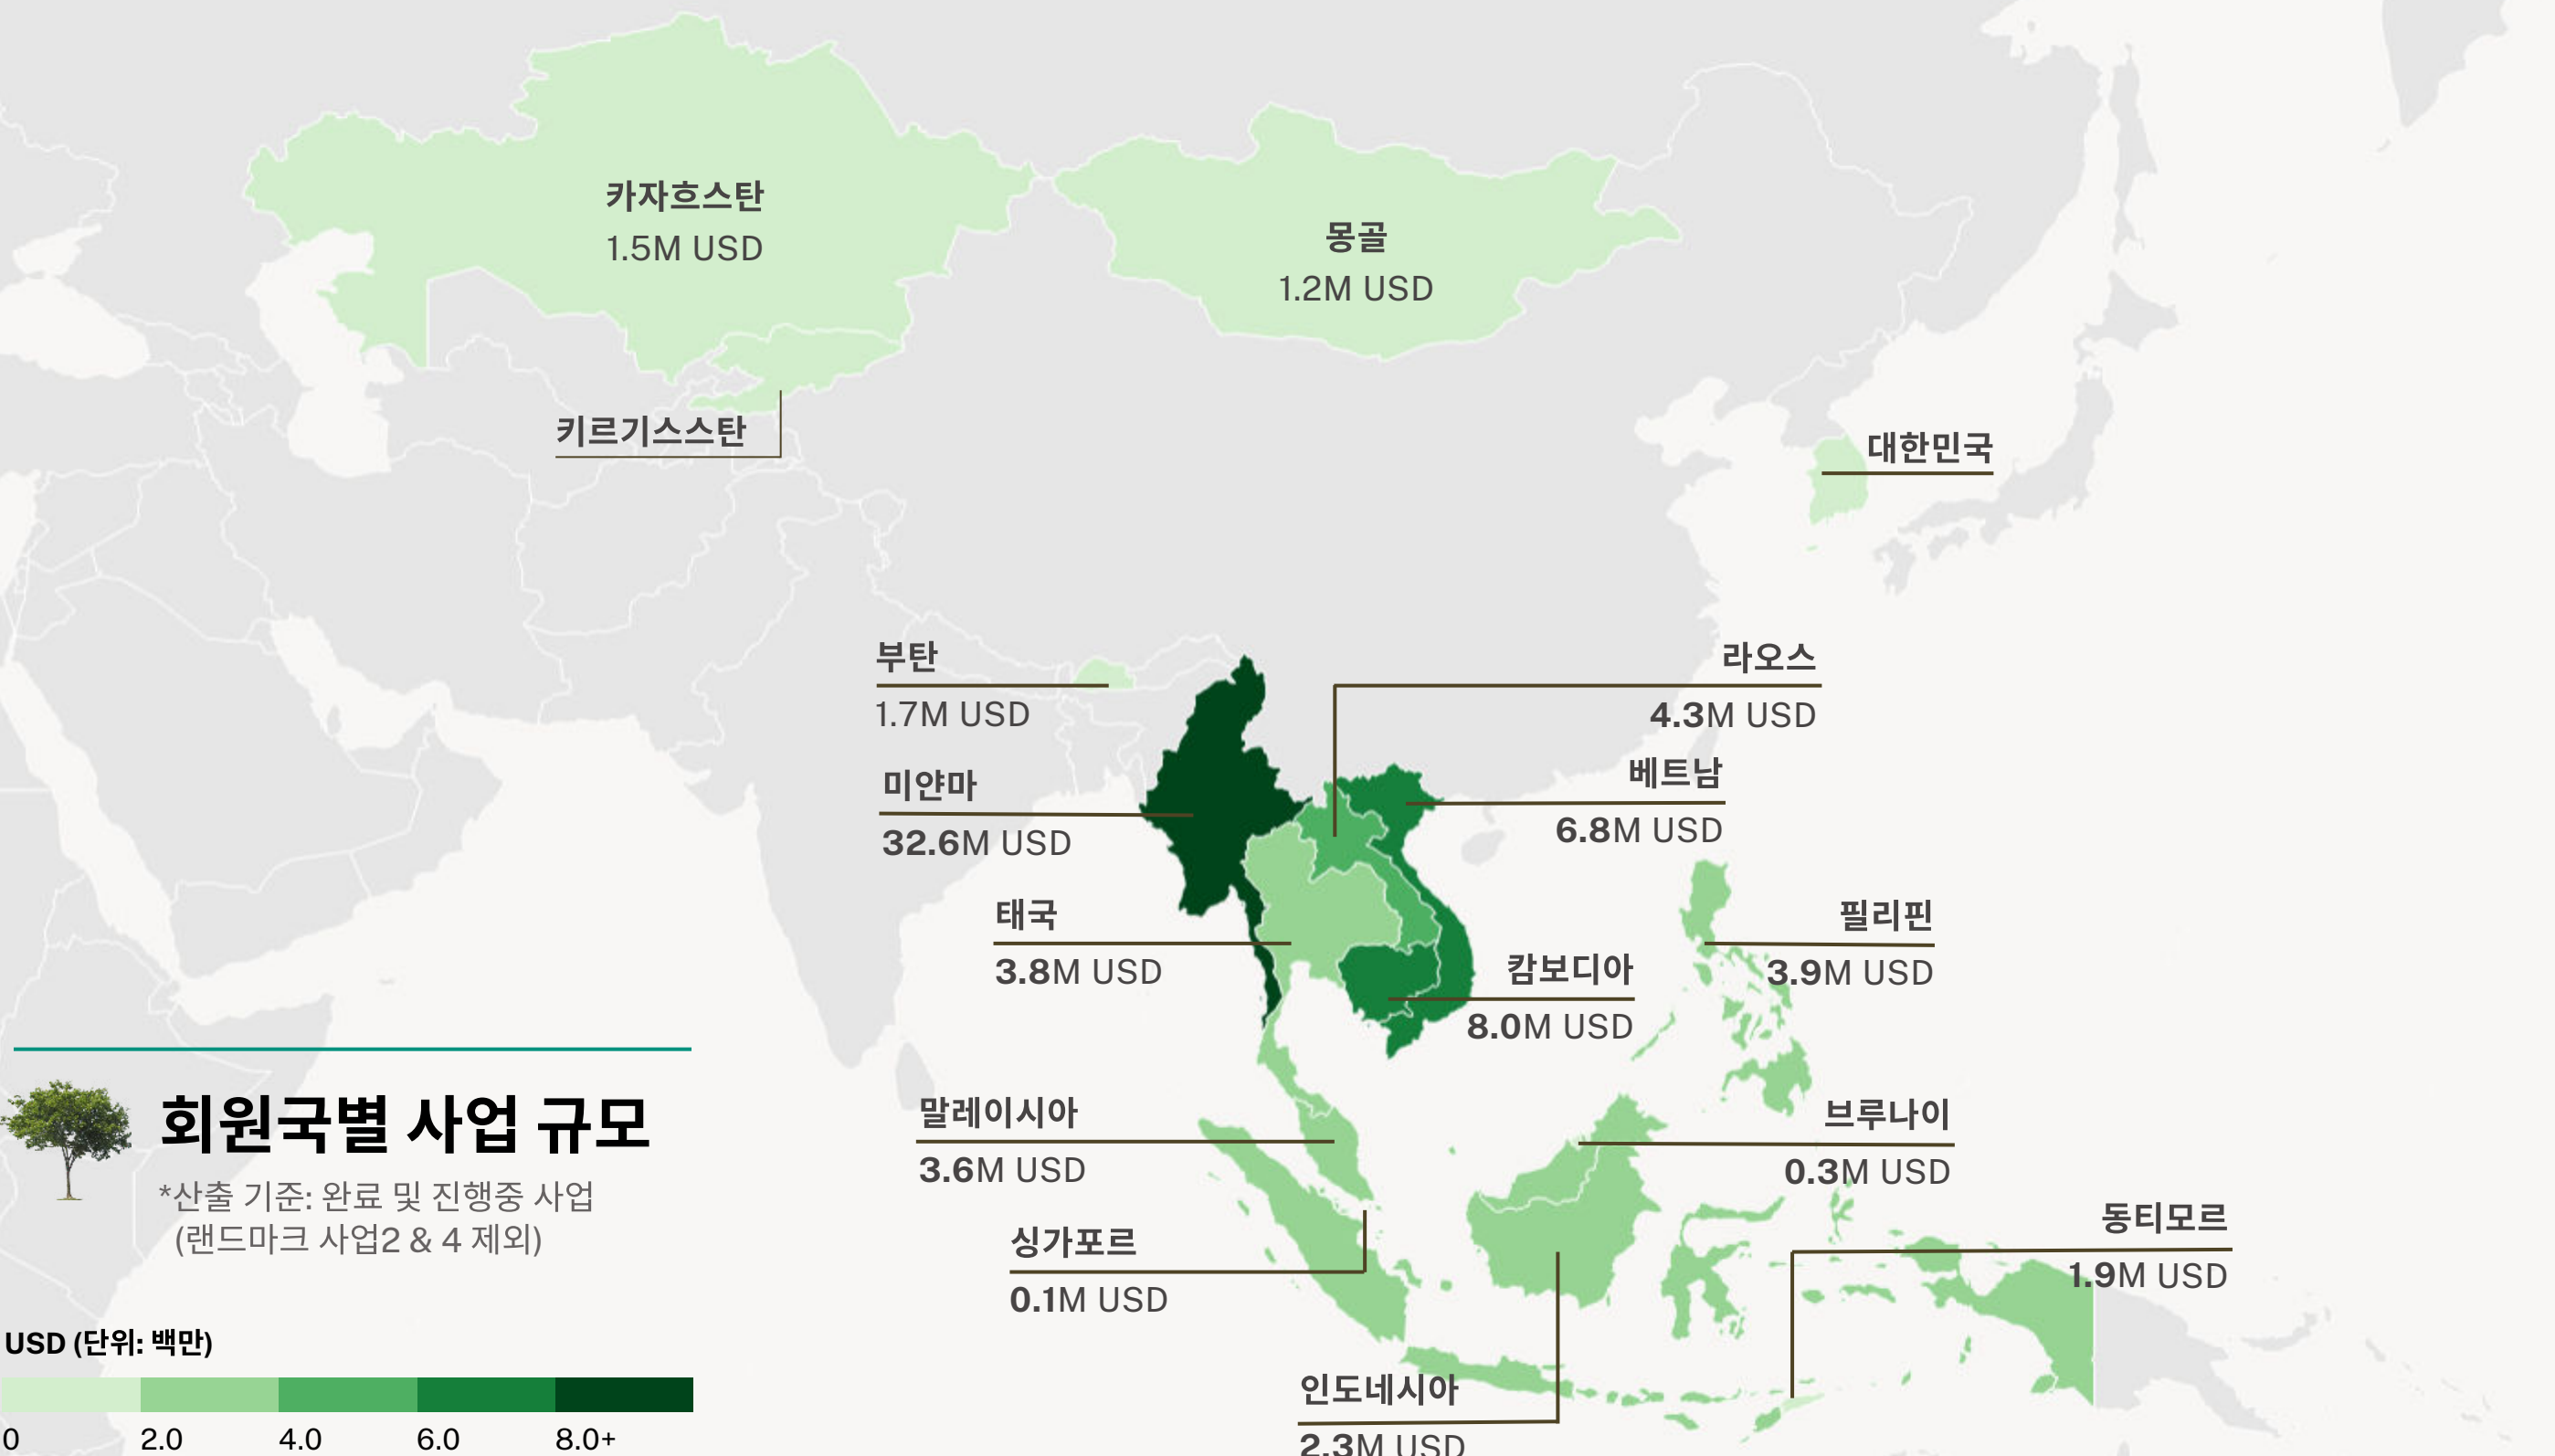 카자흐스탄
1.5M USD
몽골
1.2M USD
키르기스스탄
대한민국
부탄
1.7M USD
라오스
4.3M USD
미얀마
32.6M USD
베트남
6.8M USD
태국
3.8M USD
필리핀
3.9M USD
캄보디아
8.0M USD
말레이시아
3.6M USD
브루나이
0.3M USD
싱가포르
0.1M USD
동티모르
1.9M USD
인도네시아
2.3M USD
회원국별 사업 규모
*산출 기준: 완료 및 진행중 사업
(랜드마크 사업2 & 4 제외)
USD (단위: 백만)
0 2.0 4.0 6.0 8.0+